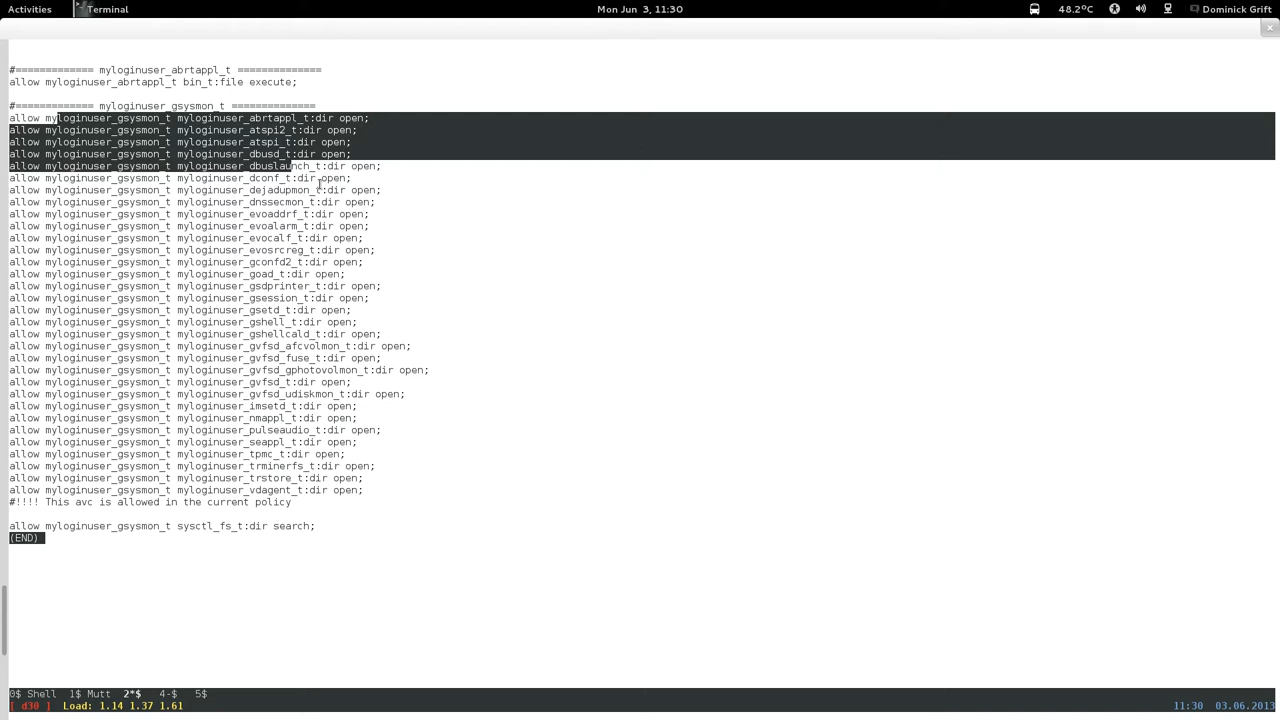 Activities
Terminal
Mon Jun 3, 11:30
48.2°C
Dominick Grift
#============= myloginuser_abrtappl_t ==============
allow myloginuser_abrtappl_t bin_t:file execute;
#============= myloginuser_gsysmon_t ==============
allow myloginuser_gsysmon_t myloginuser_abrtappl_t:dir open;
allow myloginuser_gsysmon_t myloginuser_atspi2_t:dir open;
allow myloginuser_gsysmon_t myloginuser_atspi_t:dir open;
allow myloginuser_gsysmon_t myloginuser_dbusd_t:dir open;
allow myloginuser_gsysmon_t myloginuser_dbuslaunch_t:dir open;
allow myloginuser_gsysmon_t myloginuser_dconf_t:dir open;
allow myloginuser_gsysmon_t myloginuser_dejadupmon_t:dir open;
allow myloginuser_gsysmon_t myloginuser_dnssecmon_t:dir open;
allow myloginuser_gsysmon_t myloginuser_evoaddrf_t:dir open;
allow myloginuser_gsysmon_t myloginuser_evoalarm_t:dir open;
allow myloginuser_gsysmon_t myloginuser_evocalf_t:dir open;
allow myloginuser_gsysmon_t myloginuser_evosrcreg_t:dir open;
allow myloginuser_gsysmon_t myloginuser_gconfd2_t:dir open;
allow myloginuser_gsysmon_t myloginuser_goad_t:dir open;
allow myloginuser_gsysmon_t myloginuser_gsdprinter_t:dir open;
allow myloginuser_gsysmon_t myloginuser_gsession_t:dir open;
allow myloginuser_gsysmon_t myloginuser_gsetd_t:dir open;
allow myloginuser_gsysmon_t myloginuser_gshell_t:dir open;
allow myloginuser_gsysmon_t myloginuser_gshellcald_t:dir open;
allow myloginuser_gsysmon_t myloginuser_gvfsd_afcvolmon_t:dir open;
allow myloginuser_gsysmon_t myloginuser_gvfsd_fuse_t:dir open;
allow myloginuser_gsysmon_t myloginuser_gvfsd_gphotovolmon_t:dir open;
allow myloginuser_gsysmon_t myloginuser_gvfsd_t:dir open;
allow myloginuser_gsysmon_t myloginuser_gvfsd_udiskmon_t:dir open;
allow myloginuser_gsysmon_t myloginuser_imsetd_t:dir open;
allow myloginuser_gsysmon_t myloginuser_nmappl_t:dir open;
allow myloginuser_gsysmon_t myloginuser_pulseaudio_t:dir open;
allow myloginuser_gsysmon_t myloginuser_seappl_t:dir open;
allow myloginuser_gsysmon_t myloginuser_tpmc_t:dir open;
allow myloginuser_gsysmon_t myloginuser_trminerfs_t:dir open;
allow myloginuser_gsysmon_t myloginuser_trstore_t:dir open;
allow myloginuser_gsysmon_t myloginuser_vdagent_t:dir open;
#!!!! This avc is allowed in the current policy
allow myloginuser_gsysmon_t sysctl_fs_t:dir search;
(END)
0$ Shell 1$ Mutt 2*$ 4-$ 5$
[ d30 ] Load: 1.14 1.37 1.61
11:30 03.06.2013